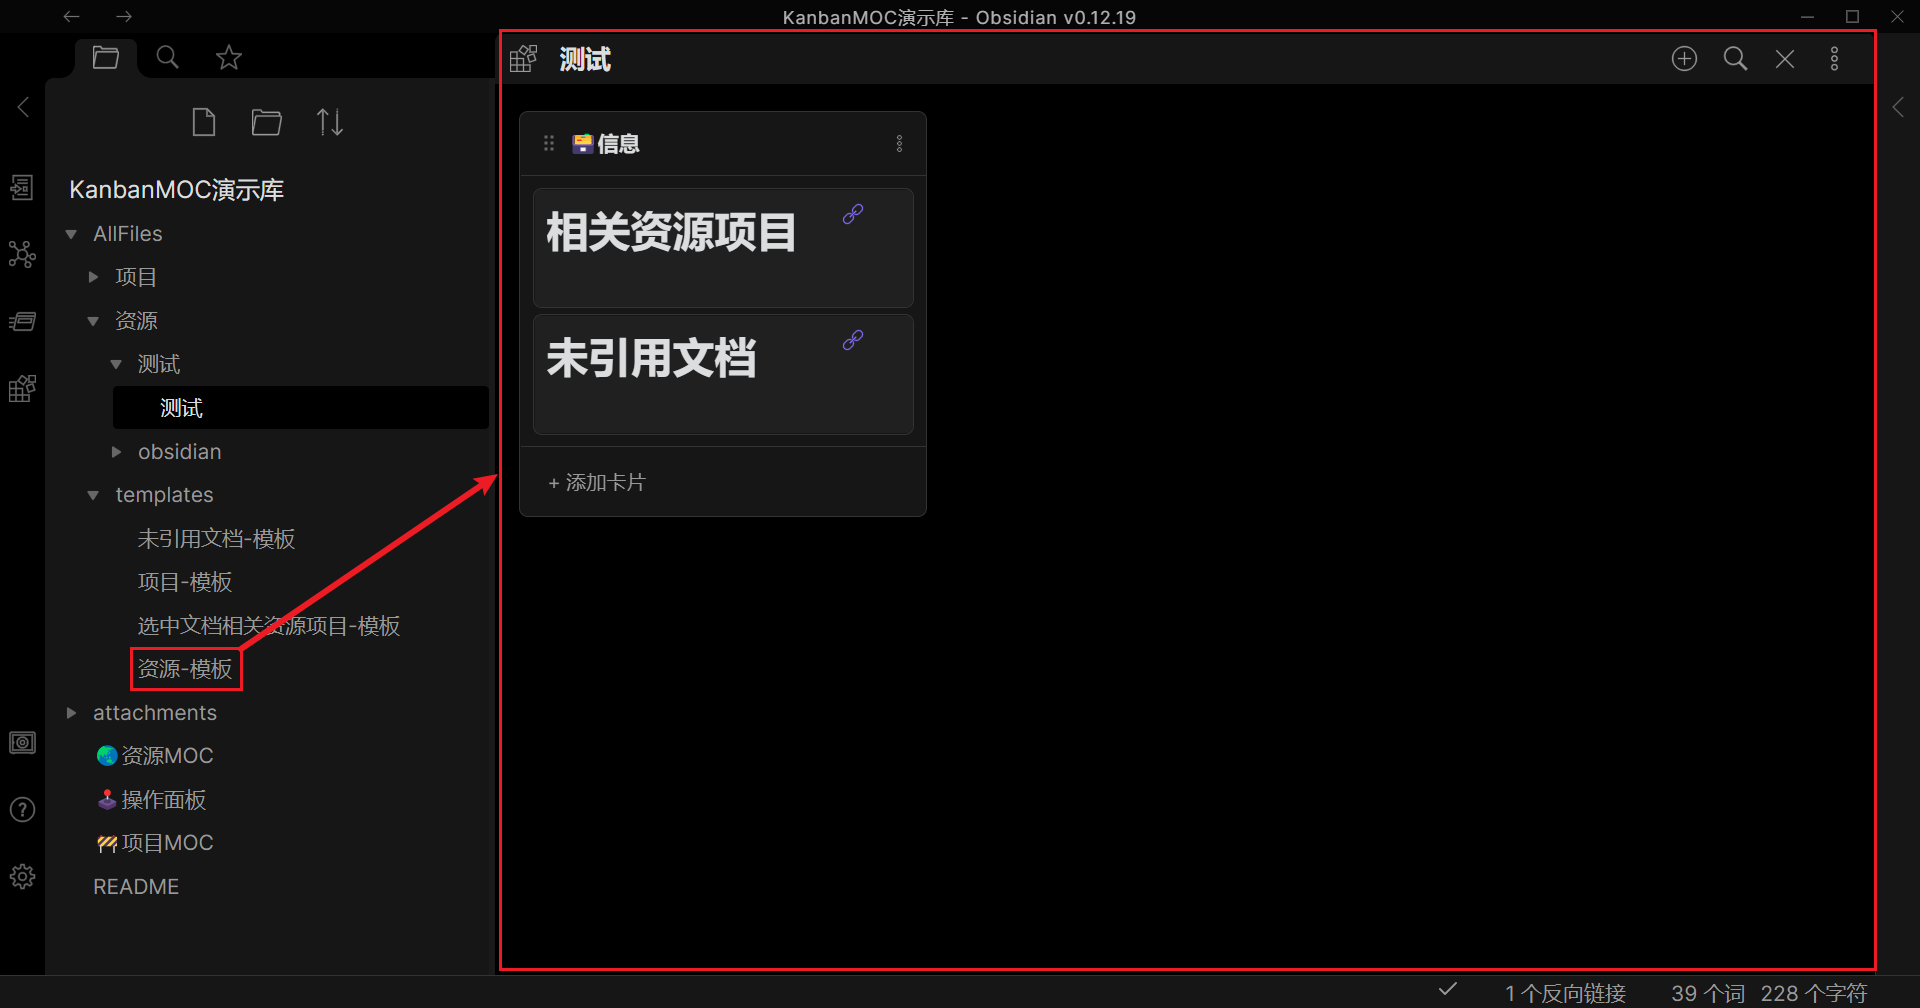 KanbanMOC演示库 - Obsidian v0.12.19
KanbanMOC演示库
AllFiles
项目
资源
测试
测试
obsidian
templates
未引用文档-模板
项目-模板
选中文档相关资源项目-模板
资源-模板
attachments
资源MOC
操作面板
项目MOC
README
测试
信息
相关资源项目
未引用文档
+ 添加卡片
1 个反向链接 39 个词 228 个字符